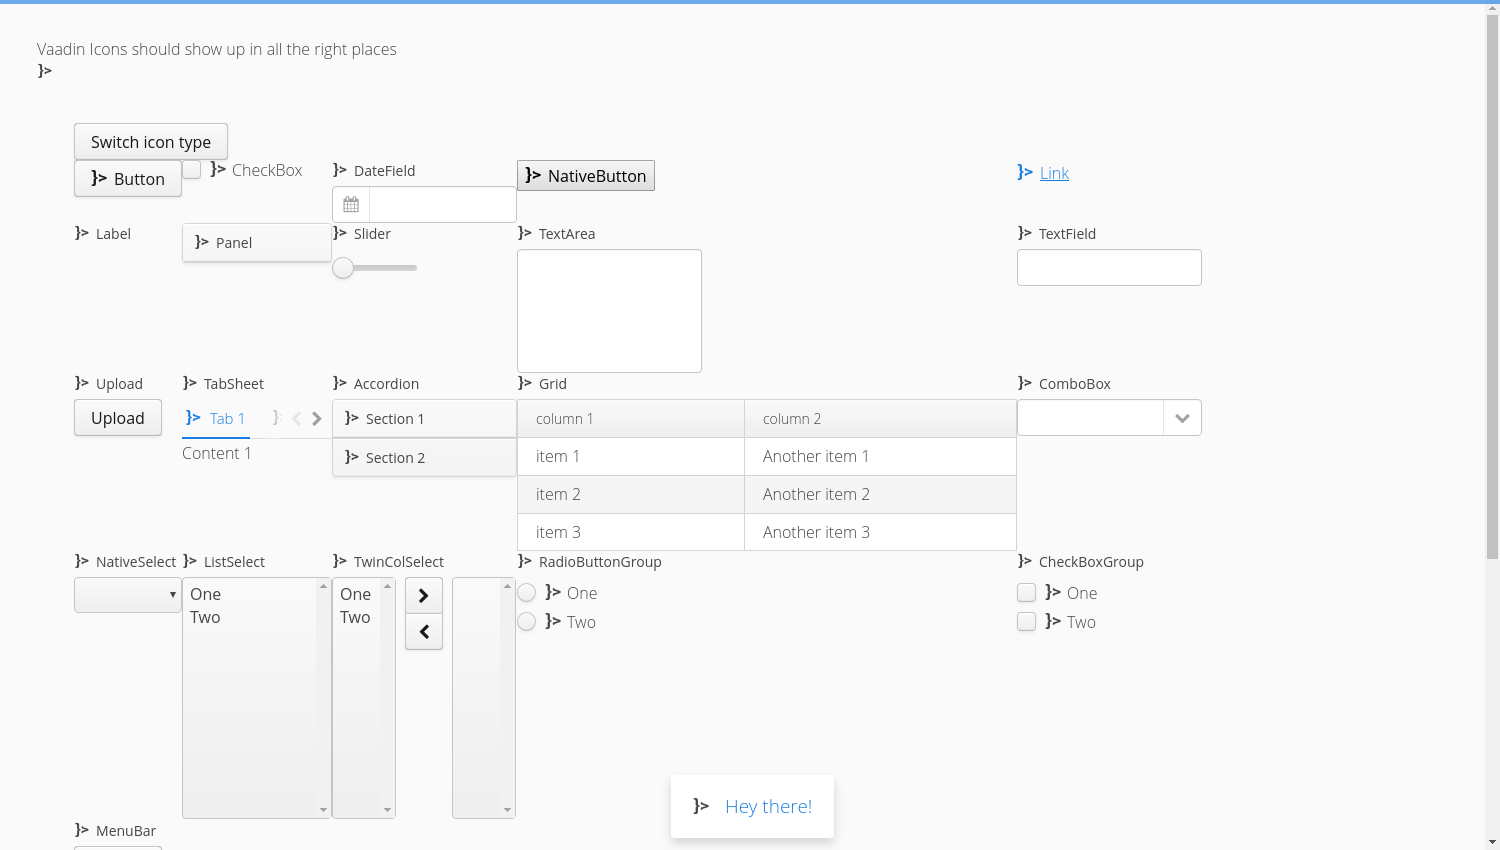 Vaadin Icons should show up in all the right places
}>
Switch icon type
}> Button
}> CheckBox
}> DateField
}> NativeButton
}> Link
}> Label
}> Panel
}> Slider
}> TextArea
}> TextField
}> Upload
Upload
}> TabSheet
}> Tab 1
Content 1
}> Accordion
}> Section 1
}> Section 2
}> Grid
column 1 column 2
item 1 Another item 1
item 2 Another item 2
item 3 Another item 3
}> ComboBox
}> NativeSelect
}> ListSelect
One
Two
}> TwinColSelect
One
Two
}> RadioButtonGroup
}> One
}> Two
}> CheckBoxGroup
}> One
}> Two
}> Hey there!
}> MenuBar